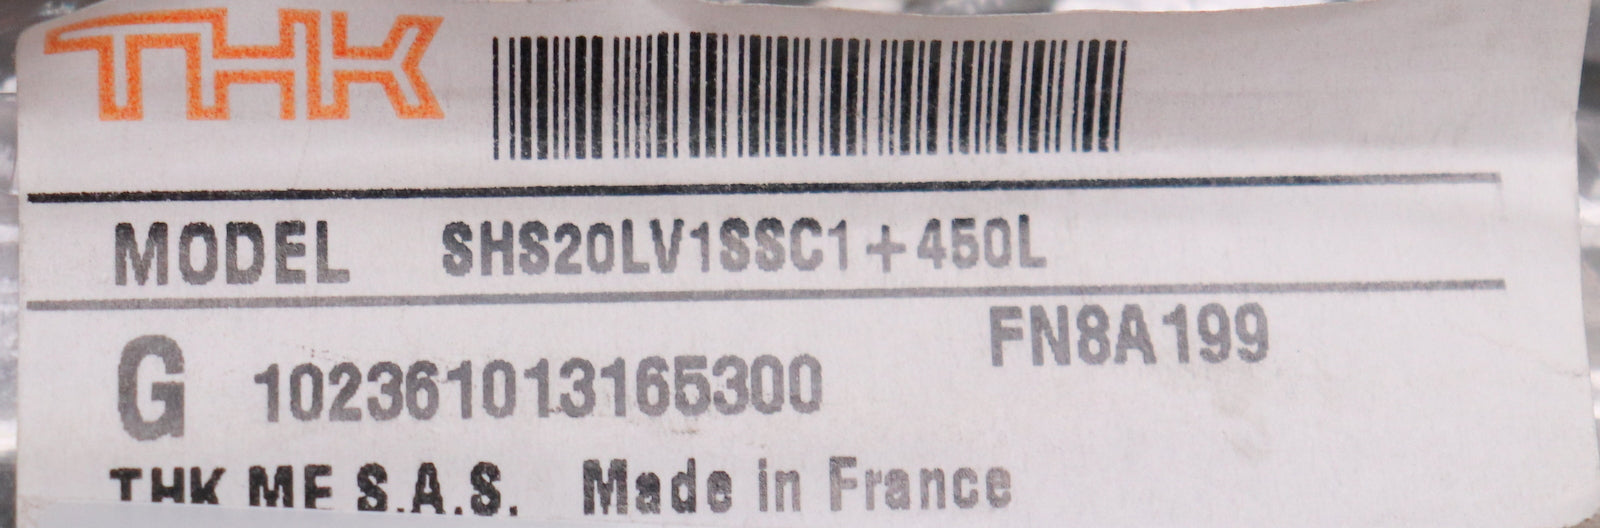 THK
MODEL SHS20LV1SSC1+450L
FN8A199
G 102361013165300
THK ME S.A.S. Made in France